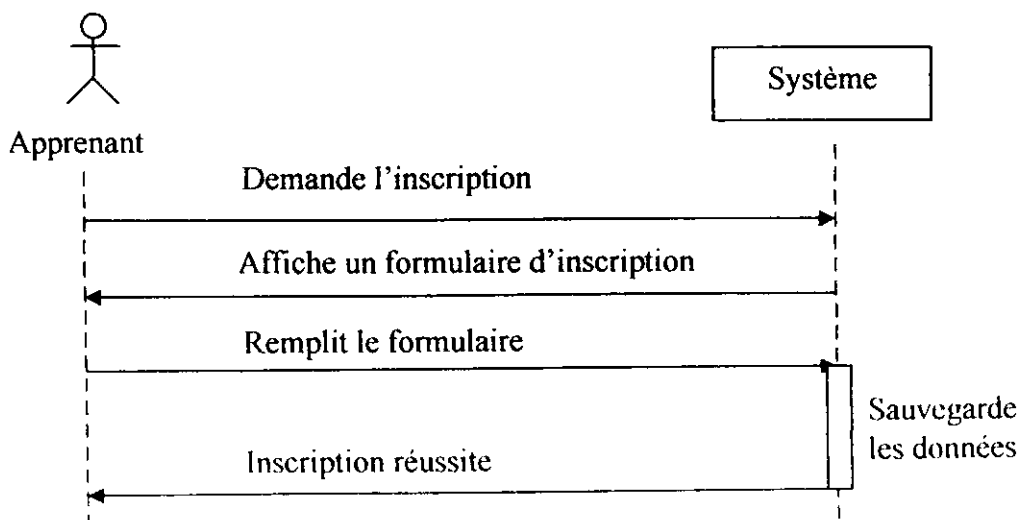 Système
Apprenant
Demande l'inscription
Affiche un formulaire d'inscription
Remplit le formulaire
Sauvegarde
les données
Inscription réussite